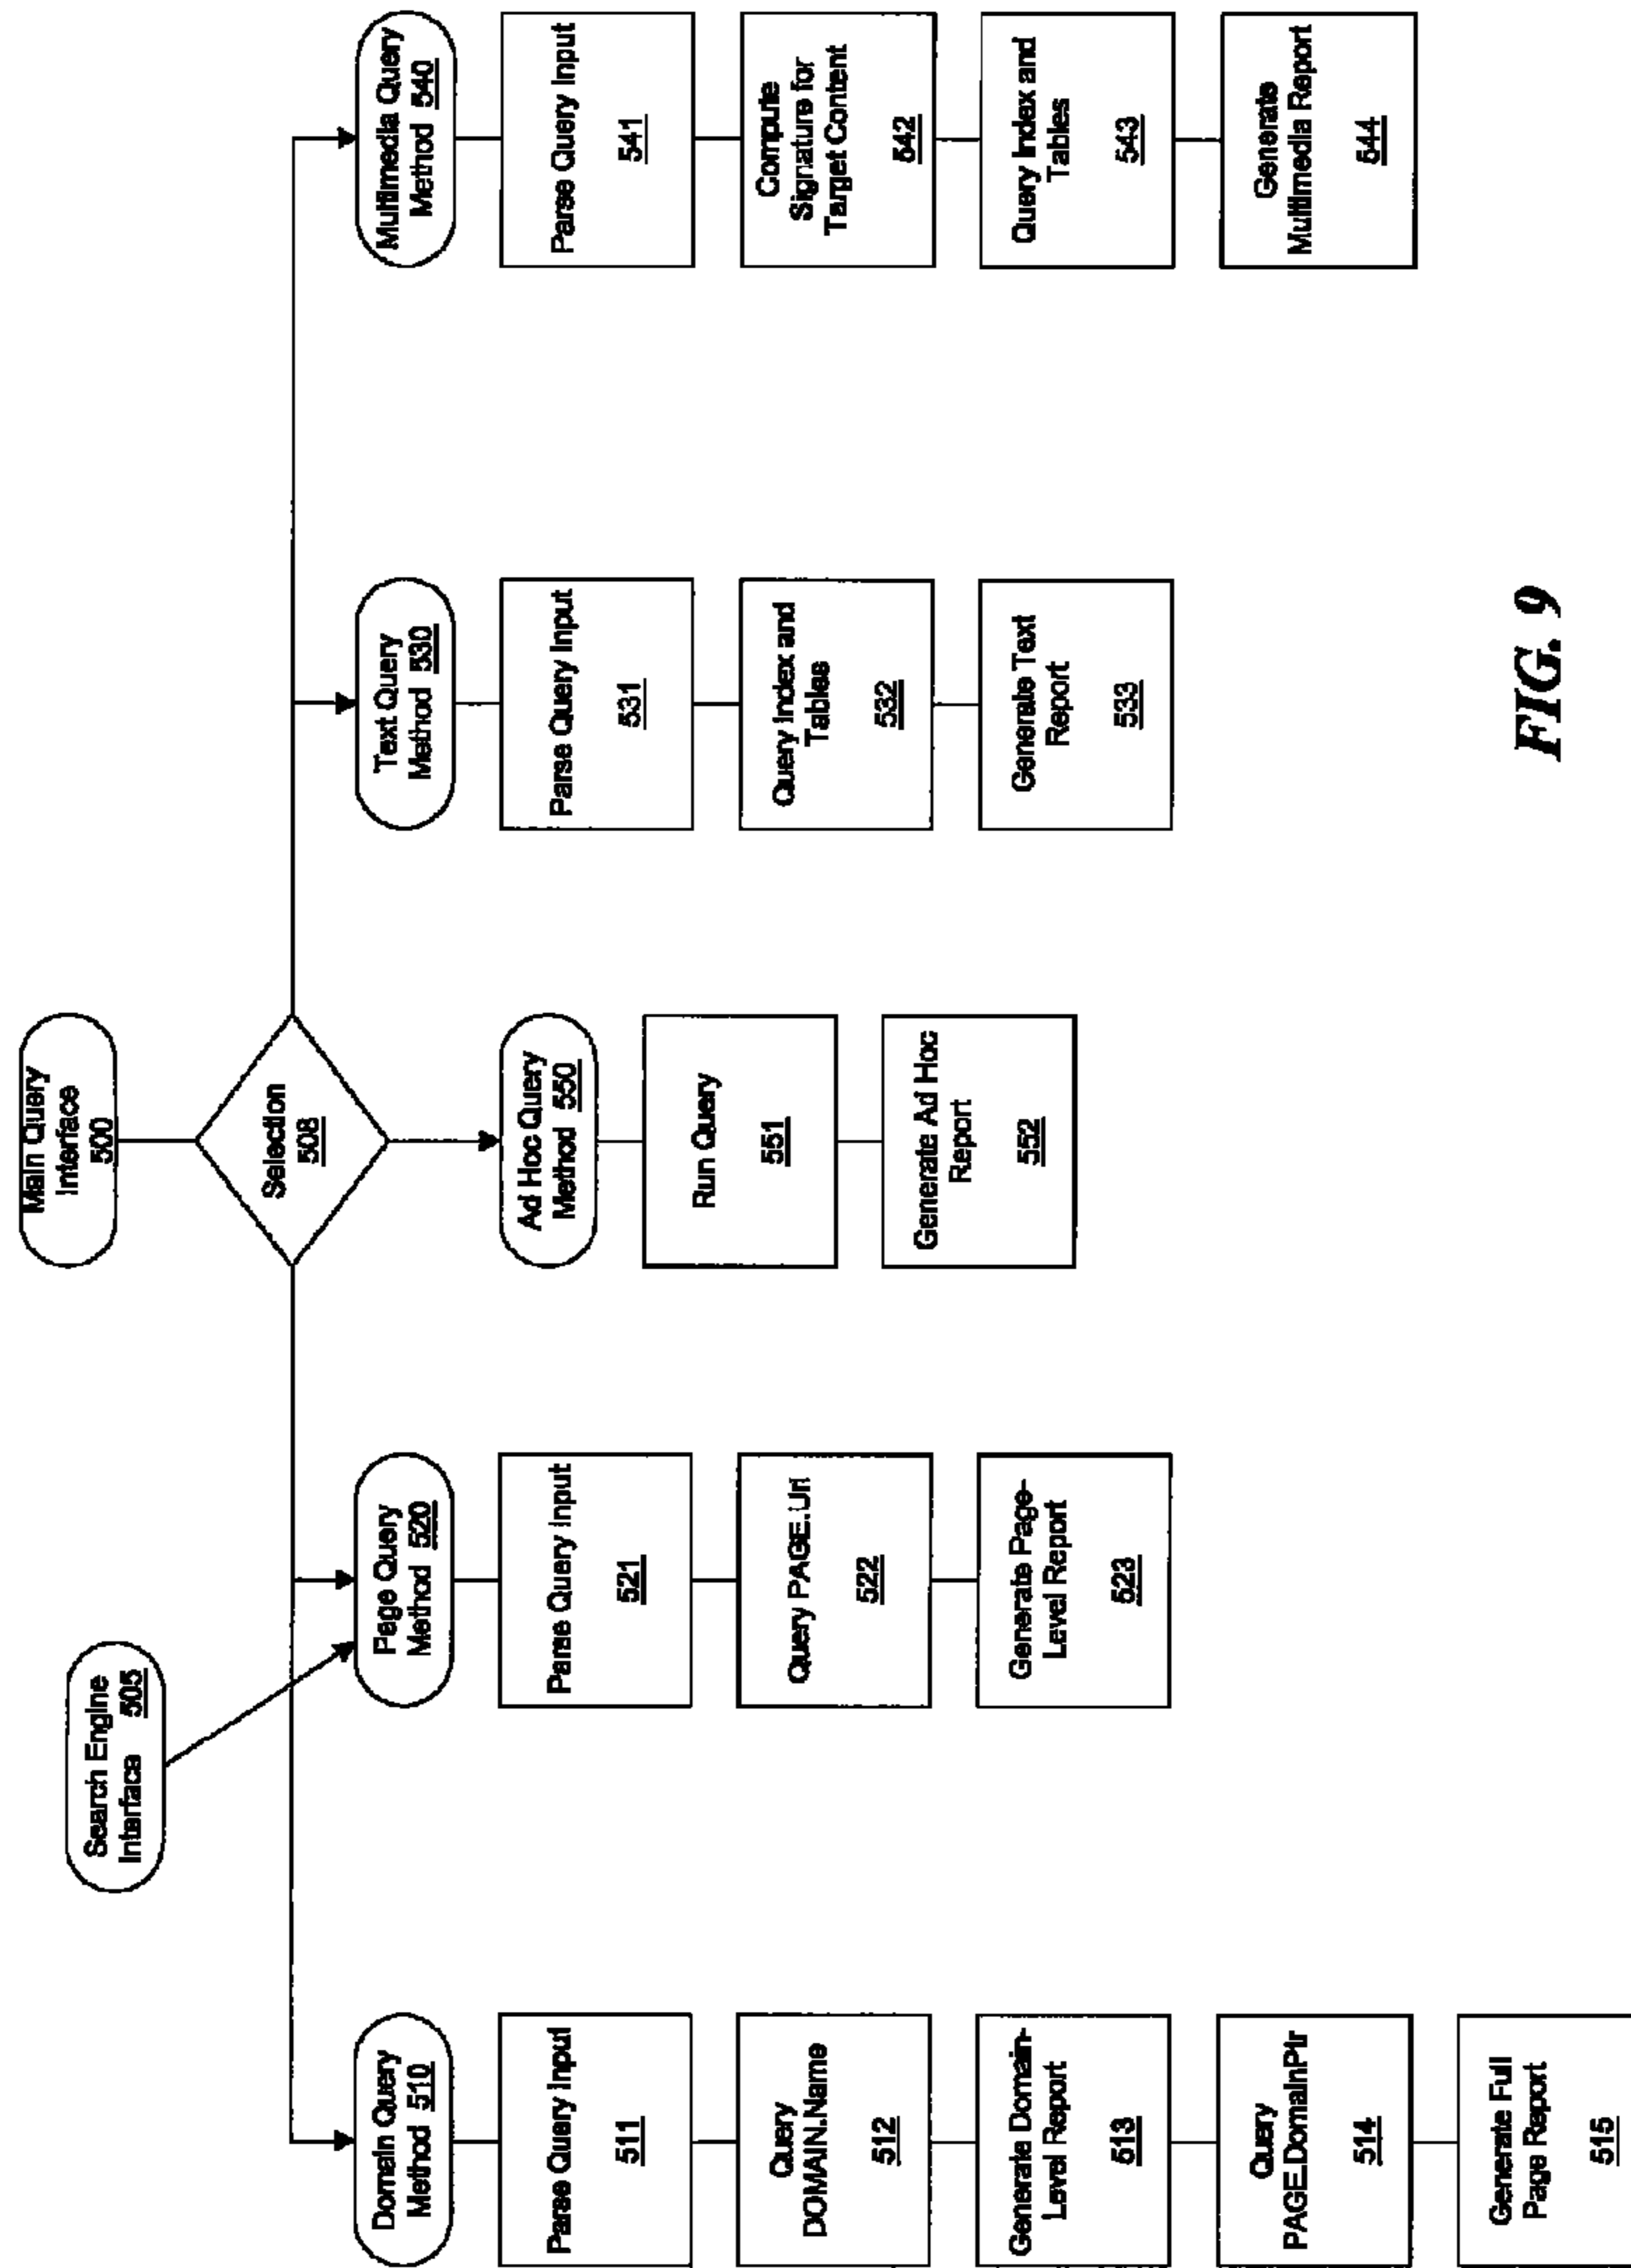 Main Query
Interface
500
Search Engine
Interface 505
Selection
508
Domain Query
Method 510
Parse Query Input
511
Query
DOMAIN.Name
512
Generate Domain-
Level Report
513
Query
PAGE.DomainPtr
514
Generate Full
Page Report
515
Page Query
Method 520
Parse Query Input
521
Query PAGE.Url
522
Generate Page-
Level Report
523
Ad Hoc Query
Method 550
Run Query
551
Generate Ad Hoc
Report
552
Text Query
Method 530
Parse Query Input
531
Query Index and
Tables
532
Generate Text
Report
533
Multimedia Query
Method 540
Parse Query Input
541
Compute
Signature for
Target Content
542
Query Index and
Tables
543
Generate
Multimedia Report
544
FIG. 9